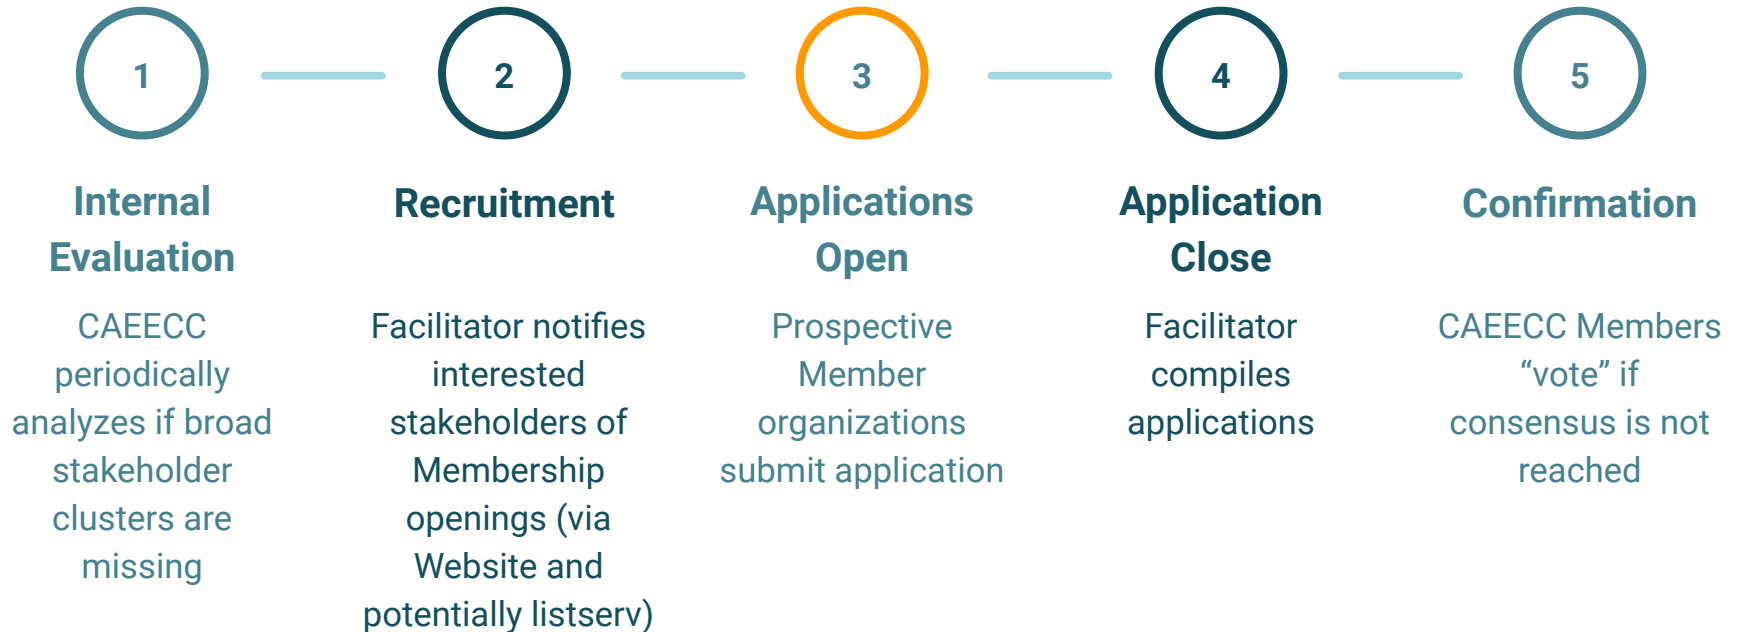 1
Internal
Evaluation
CAEECC
periodically
analyzes if broad
stakeholder
clusters are
missing
2
Recruitment
Facilitator notifies
interested
stakeholders of
Membership
openings (via
Website and
potentially listserv)
3
Applications
Open
Prospective
Member
organizations
submit application
4
Application
Close
Facilitator
compiles
applications
5
Confirmation
CAEECC Members
“vote” if
consensus is not
reached